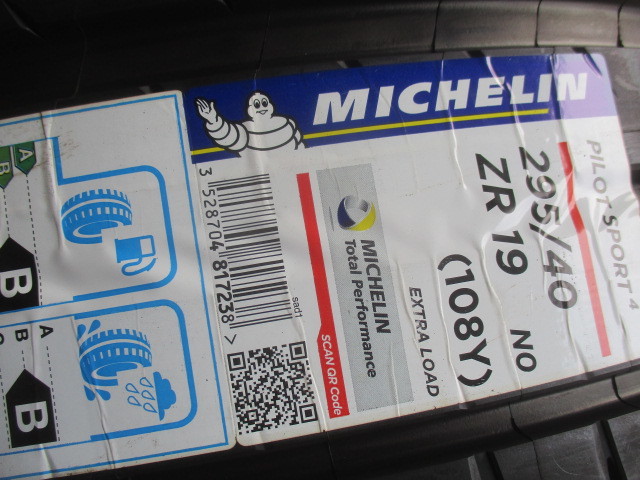 MICHELIN
PILOT SPORT 4
295/40
ZR 19 NO
(108Y)
EXTRA LOAD
MICHELIN
Total Performance
SCAN QR Code
sad1
3 528704 817238 >
A
B
B
A
B
B